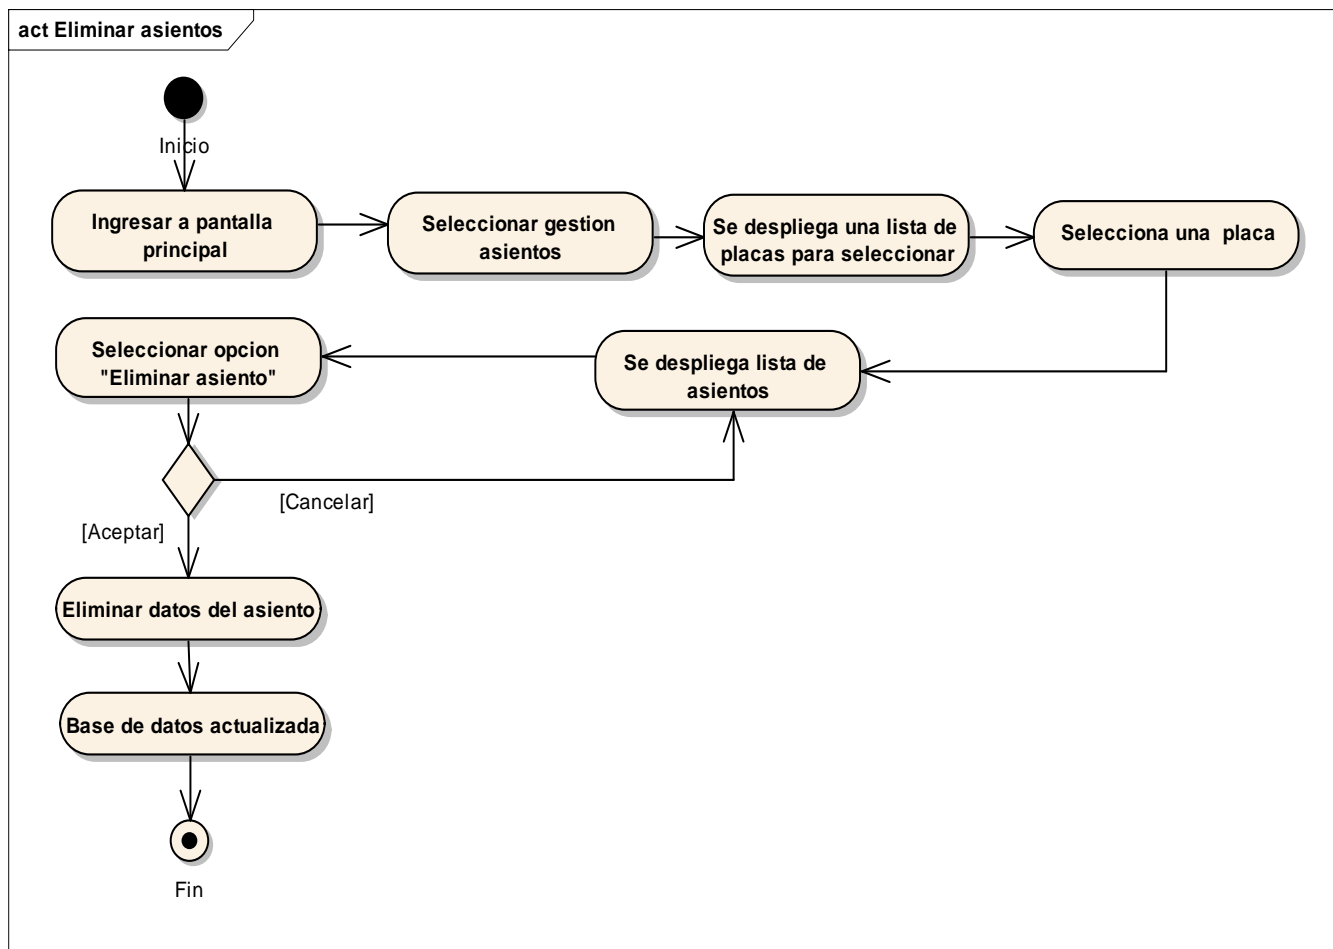 act Eliminar asientos
Inicio
Ingresar a pantalla
principal
Seleccionar gestion
asientos
Se despliega una lista de
placas para seleccionar
Selecciona una  placa
Se despliega lista de
asientos
Seleccionar opcion
"Eliminar asiento"
[Cancelar]
[Aceptar]
Eliminar datos del asiento
Base de datos actualizada
Fin